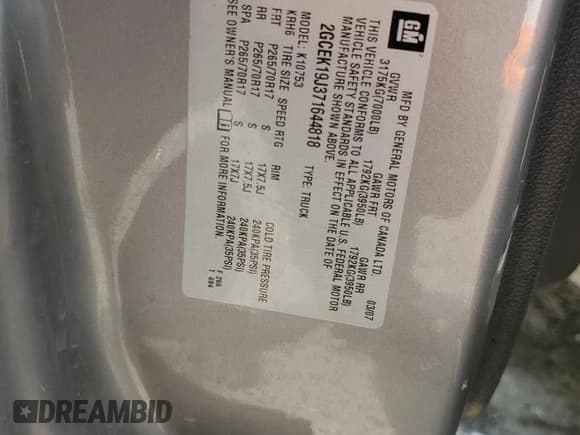 GM
MFD BY GENERAL MOTORS OF CANADA LTD.
03/07
GVWR GAWR FRT GAWR RR
3175KG(7000LB) 1792KG(3950LB) 1792KG(3950LB)
THIS VEHICLE CONFORMS TO ALL APPLICABLE U.S. FEDERAL MOTOR
VEHICLE SAFETY STANDARDS IN EFFECT ON THE DATE OF
MANUFACTURE SHOWN ABOVE.
2GCEK19J371644818 TYPE: TRUCK
MODEL: K10753
KRH6 TIRE SIZE SPEED RTG RIM COLD TIRE PRESSURE
FRT P265/70R17 S 17X7.5J 240KPA(35PSI)
RR P265/70R17 S 17X7.5J 240KPA(35PSI)
SPA P265/70R17 S 17X7J 240KPA(35PSI)
SEE OWNER'S MANUAL i FOR MORE INFORMATION.
DREAMBID